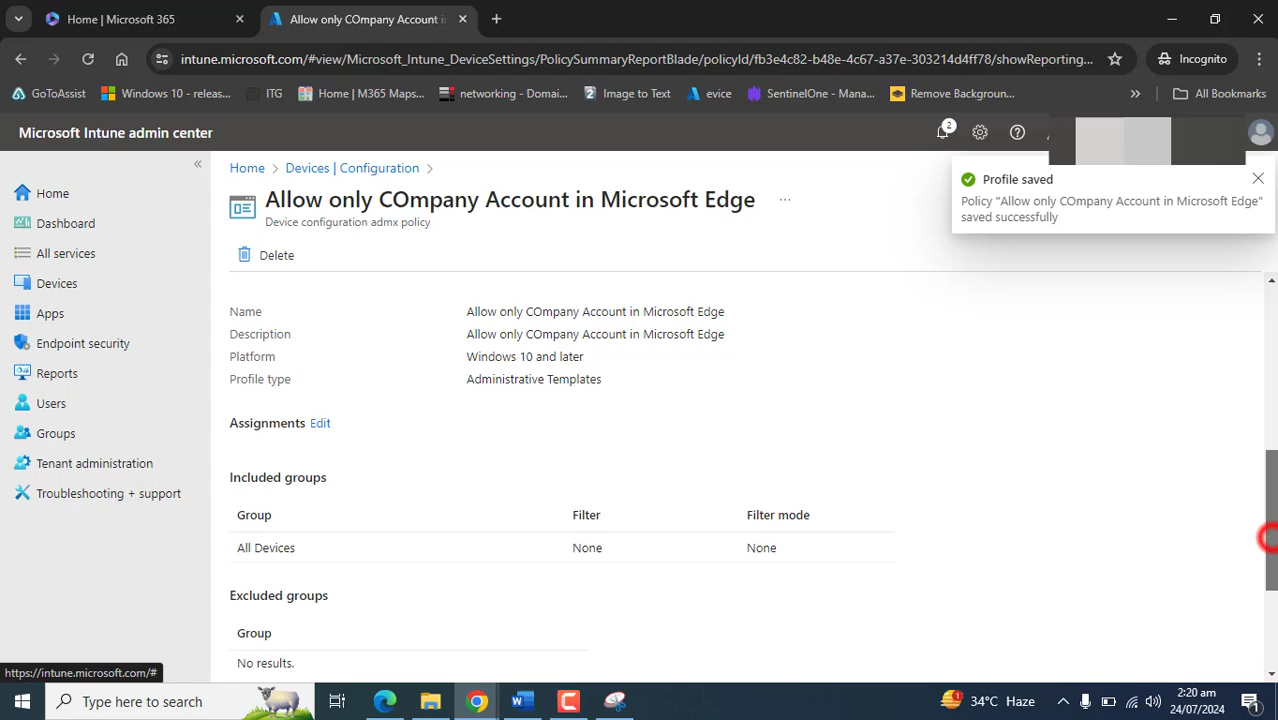 Home | Microsoft 365
Allow only COmpany Account in
intune.microsoft.com/#view/Microsoft_Intune_DeviceSettings/PolicySummaryReportBlade/policyId/fb3e4c82-b48e-4c67-a37e-303214d4ff78/showReporting...
Incognito
GoToAssist
Windows 10 - releas...
ITG
Home | M365 Maps...
networking - Domai...
Image to Text
evice
SentinelOne - Mana...
Remove Backgroun...
All Bookmarks
Microsoft Intune admin center
2
Home > Devices | Configuration >
Allow only COmpany Account in Microsoft Edge ...
Device configuration admx policy
Profile saved
Policy "Allow only COmpany Account in Microsoft Edge"
saved successfully
Home
Dashboard
All services
Devices
Apps
Endpoint security
Reports
Users
Groups
Tenant administration
Troubleshooting + support
Delete
Name Allow only COmpany Account in Microsoft Edge
Description Allow only COmpany Account in Microsoft Edge
Platform Windows 10 and later
Profile type Administrative Templates
Assignments Edit
Included groups
Group Filter Filter mode
All Devices None None
Excluded groups
Group
No results.
https://intune.microsoft.com/#
Type here to search
1
34°C Haze
2:20 am
24/07/2024
1